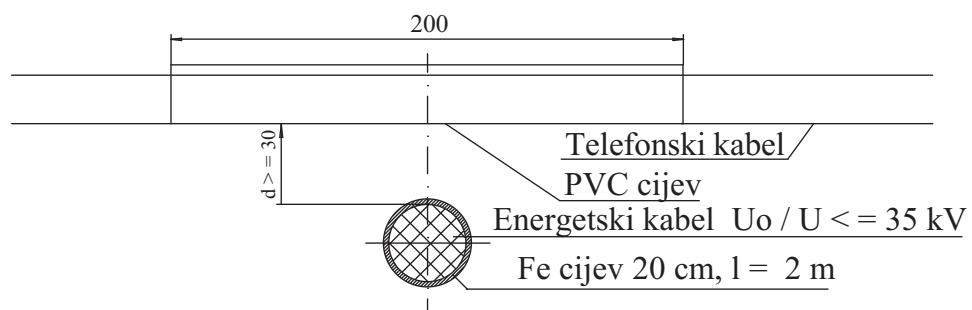 200
d > = 30
Telefonski kabel
PVC cijev
Energetski kabel Uo / U < = 35 kV
Fe cijev 20 cm, l = 2 m